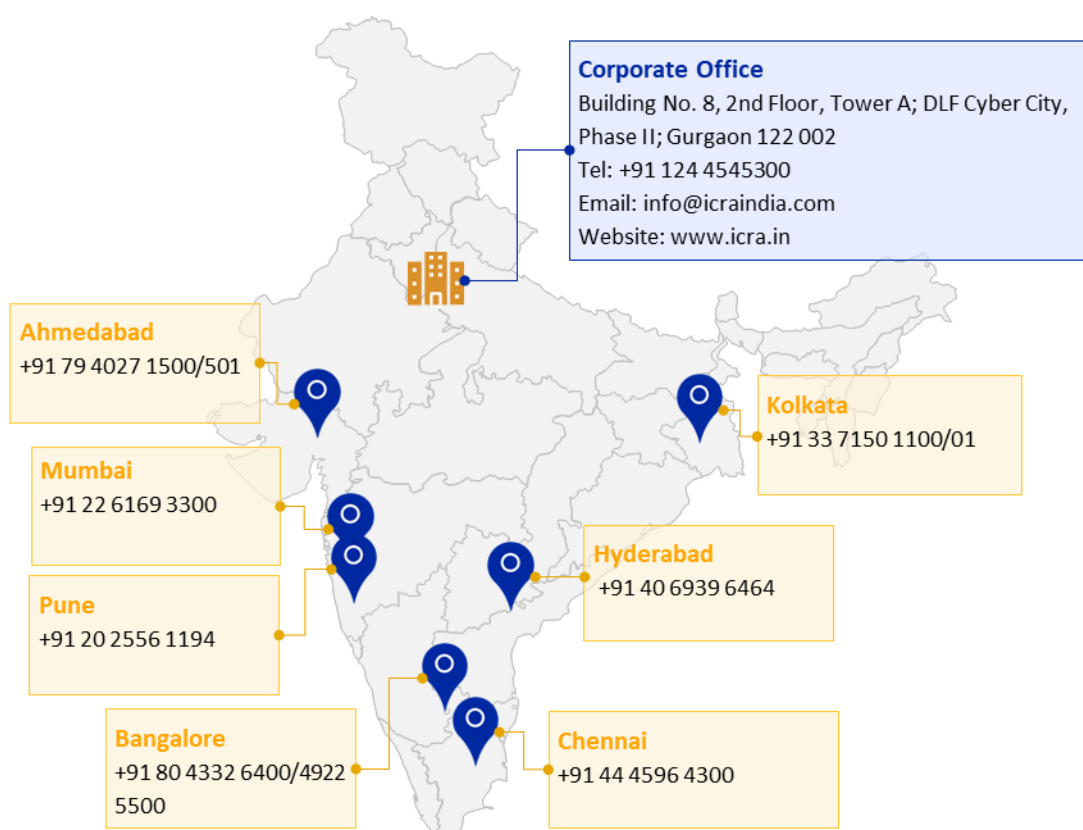 Corporate Office
Building No. 8, 2nd Floor, Tower A; DLF Cyber City,
Phase II; Gurgaon 122 002
Tel: +91 124 4545300
Email: info@icraindia.com
Website: www.icra.in
Ahmedabad
+91 79 4027 1500/501
Kolkata
+91 33 7150 1100/01
Mumbai
+91 22 6169 3300
Hyderabad
+91 40 6939 6464
Pune
+91 20 2556 1194
Bangalore
+91 80 4332 6400/4922
5500
Chennai
+91 44 4596 4300